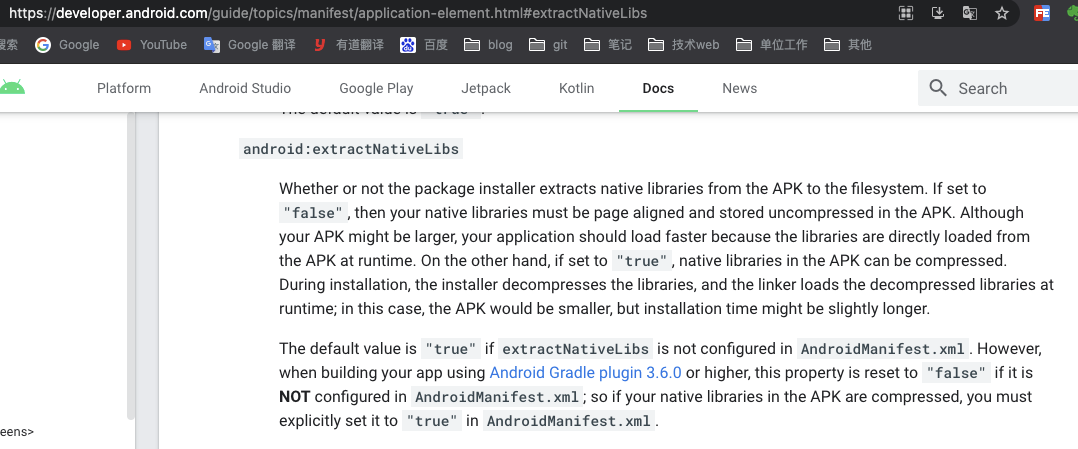 https://developer.android.com/guide/topics/manifest/application-element.html#extractNativeLibs
FE
搜索 Google YouTube Google 翻译 有道翻译 百度 blog git 笔记 技术web 单位工作 其他
Platform Android Studio Google Play Jetpack Kotlin Docs News Search
The default value is "true".
android:extractNativeLibs
Whether or not the package installer extracts native libraries from the APK to the filesystem. If set to
"false", then your native libraries must be page aligned and stored uncompressed in the APK. Although
your APK might be larger, your application should load faster because the libraries are directly loaded from
the APK at runtime. On the other hand, if set to "true", native libraries in the APK can be compressed.
During installation, the installer decompresses the libraries, and the linker loads the decompressed libraries at
runtime; in this case, the APK would be smaller, but installation time might be slightly longer.
The default value is "true" if extractNativeLibs is not configured in AndroidManifest.xml. However,
when building your app using Android Gradle plugin 3.6.0 or higher, this property is reset to "false" if it is
NOT configured in AndroidManifest.xml; so if your native libraries in the APK are compressed, you must
explicitly set it to "true" in AndroidManifest.xml.
eens>